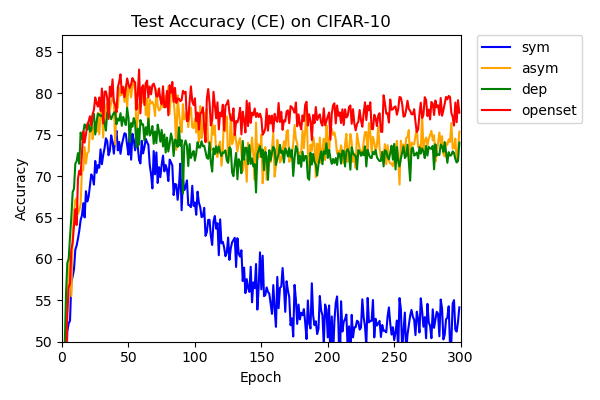 Test Accuracy (CE) on CIFAR-10
sym
asym
dep
openset
Accuracy
85
80
75
70
65
60
55
50
0 50 100 150 200 250 300
Epoch